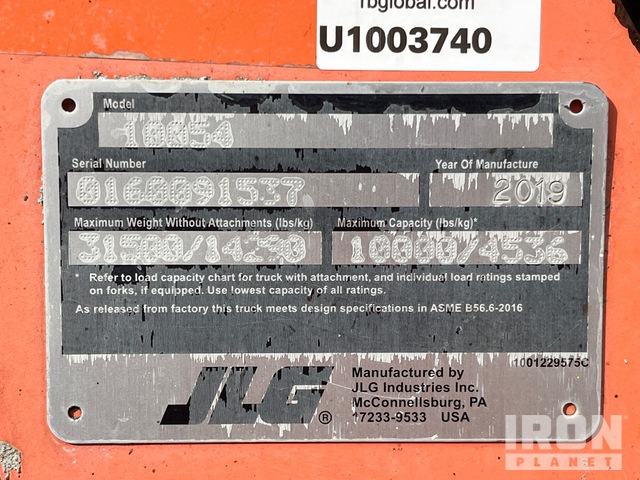 rbglobal.com
U1003740
Model
10054
Serial Number
Year Of Manufacture
0160091537
2019
Maximum Weight Without Attachments (lbs/kg)
Maximum Capacity (lbs/kg)*
31500/14290
10000/4536
* Refer to load capacity chart for truck with attachment, and individual load ratings stamped
on forks, if equipped. Use lowest capacity of all ratings.
As released from factory this truck meets design specifications in ASME B56.6-2016
1001229575C
JLG®
Manufactured by
JLG Industries Inc.
McConnellsburg, PA
17233-9533 USA
IRON
PLANET